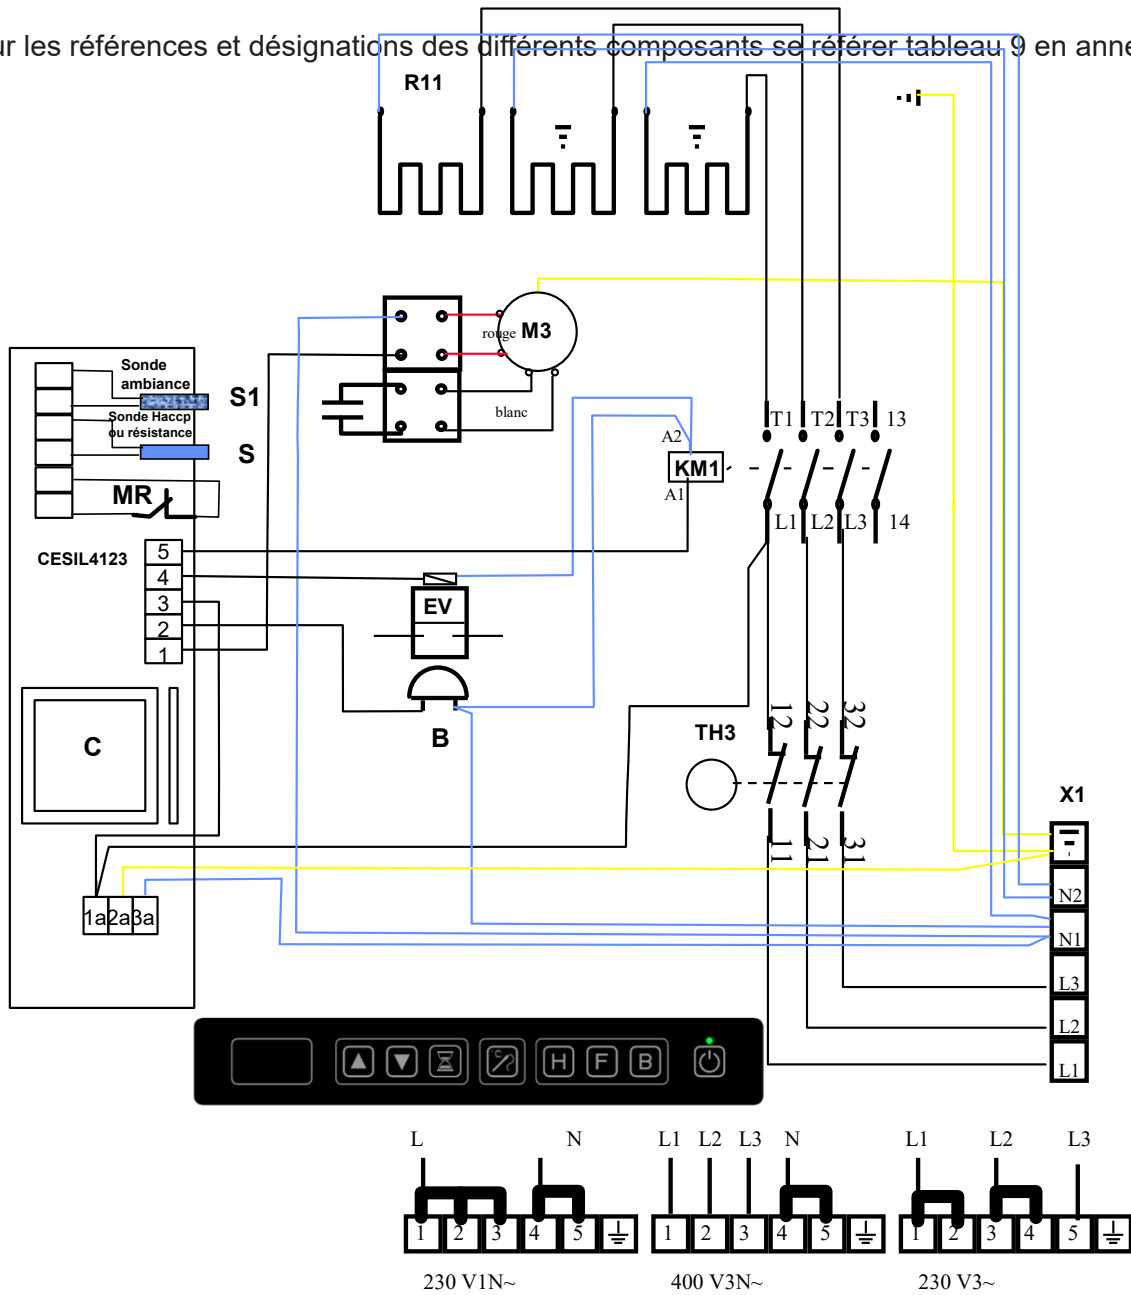 ur les références et désignations des différents composants se référer tableau 9 en anne
R11
rouge
M3
blanc
Sonde
ambiance
S1
Sonde Haccp
ou résistance
S
MR
CESIL4123
5
4
3
2
1
A2
KM1
A1
T1
T2
T3
13
L1
L2
L3
14
EV
B
C
TH3
12
22
32
11
21
31
1a
2a
3a
X1
N2
N1
L3
L2
L1
°C
H
F
B
L
N
L1
L2
L3
N
L1
L2
L3
1
2
3
4
5
1
2
3
4
5
1
2
3
4
5
230 V1N~
400 V3N~
230 V3~